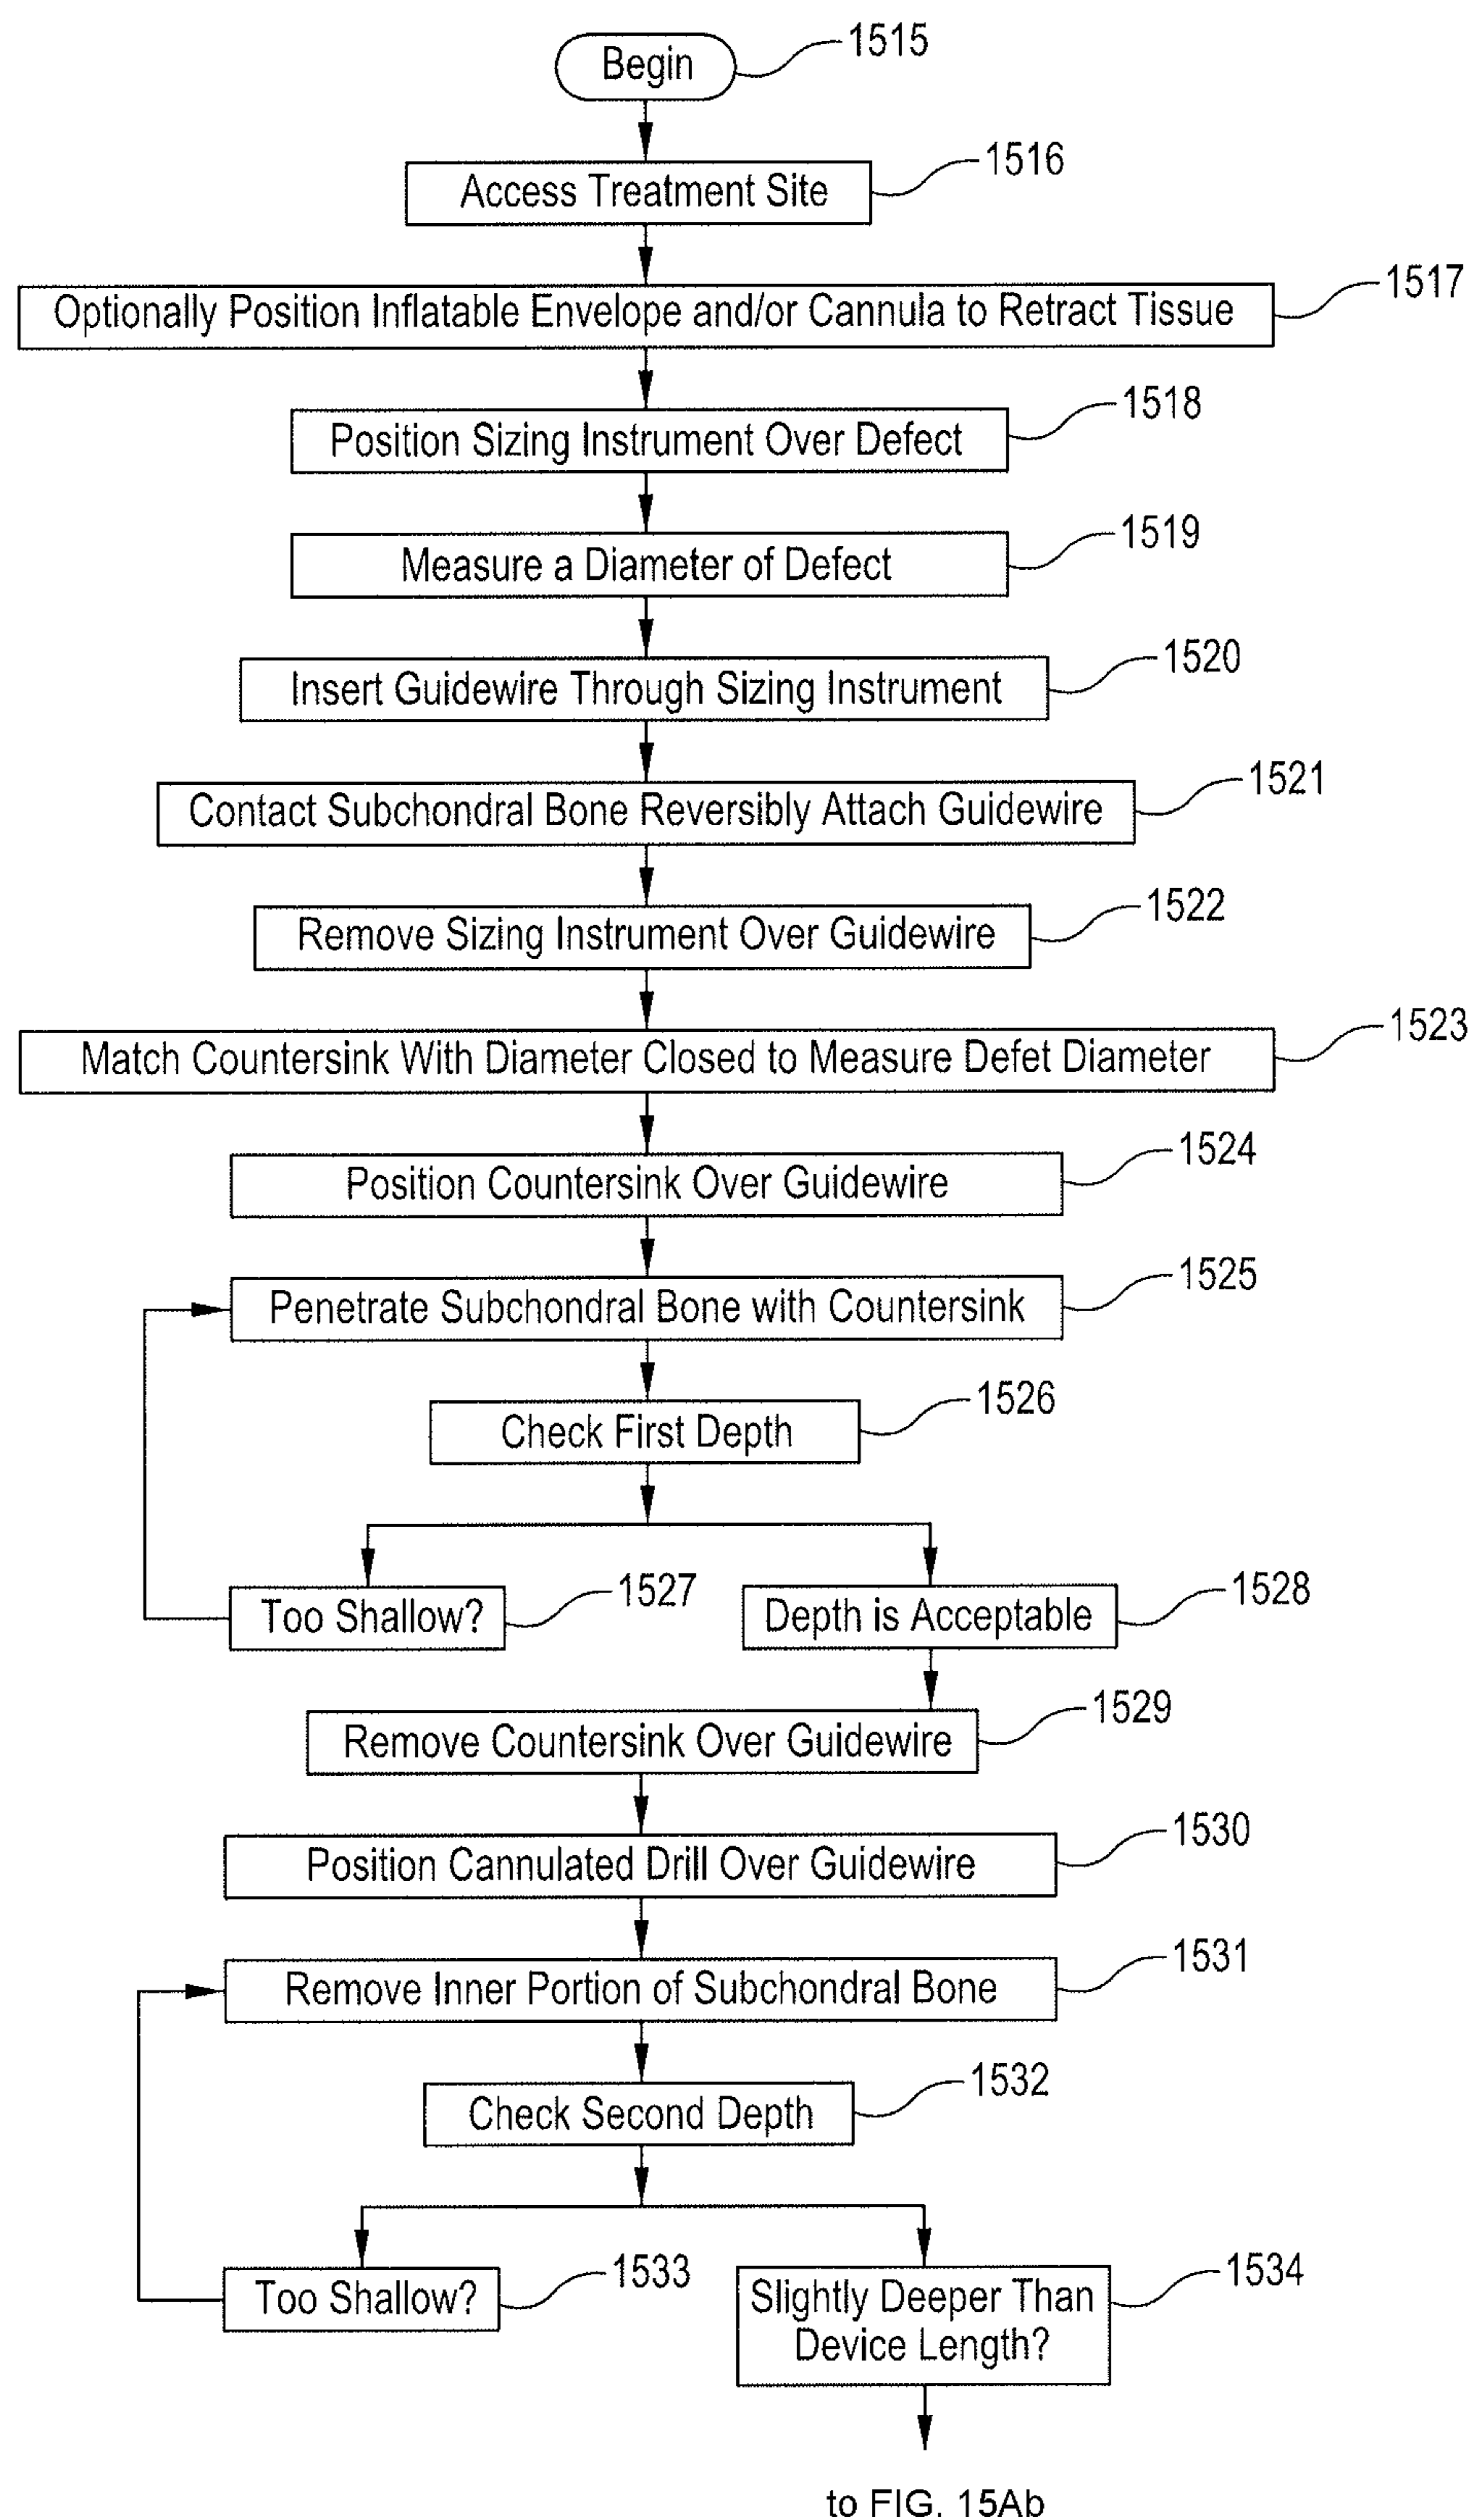 Begin
1515
Access Treatment Site
1516
Optionally Position Inflatable Envelope and/or Cannula to Retract Tissue
1517
Position Sizing Instrument Over Defect
1518
Measure a Diameter of Defect
1519
Insert Guidewire Through Sizing Instrument
1520
Contact Subchondral Bone Reversibly Attach Guidewire
1521
Remove Sizing Instrument Over Guidewire
1522
Match Countersink With Diameter Closed to Measure Defet Diameter
1523
Position Countersink Over Guidewire
1524
Penetrate Subchondral Bone with Countersink
1525
Check First Depth
1526
Too Shallow?
1527
Depth is Acceptable
1528
Remove Countersink Over Guidewire
1529
Position Cannulated Drill Over Guidewire
1530
Remove Inner Portion of Subchondral Bone
1531
Check Second Depth
1532
Too Shallow?
1533
Slightly Deeper Than
Device Length?
1534
to FIG. 15Ab